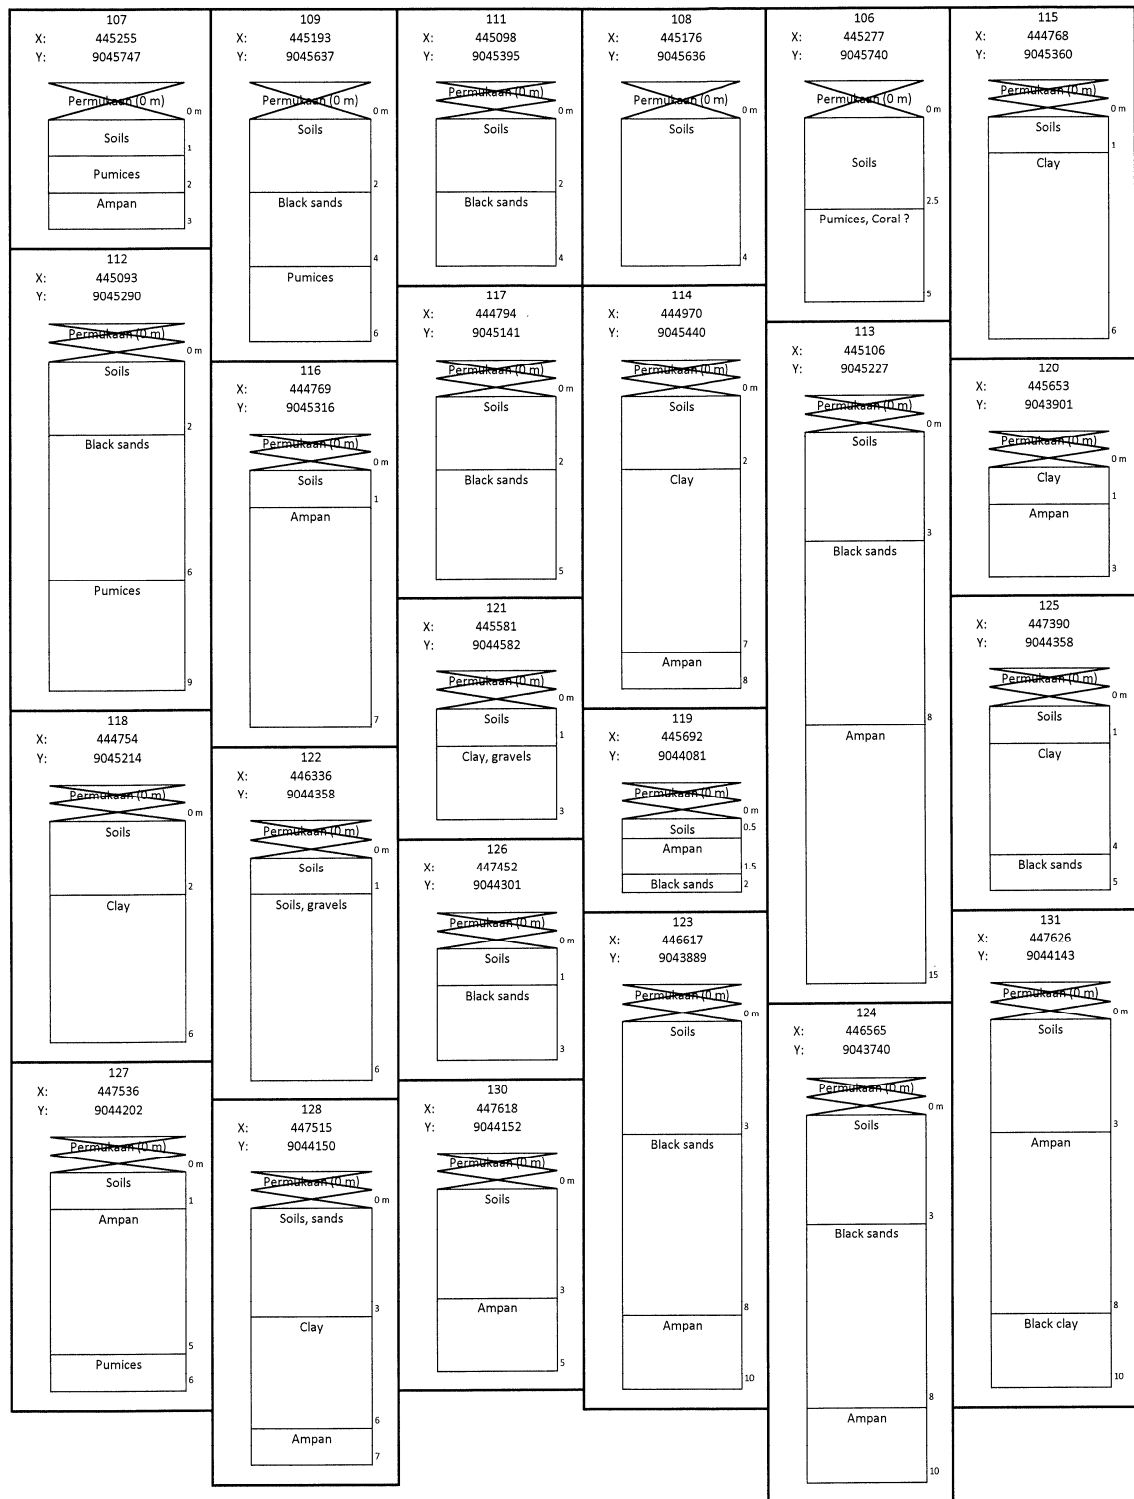 107
X: 445255
Y: 9045747
Permukaan (0 m)
0 m
Soils
1
Pumices
2
Ampan
3
112
X: 445093
Y: 9045290
Permukaan (0 m)
0 m
Soils
2
Black sands
6
Pumices
9
118
X: 444754
Y: 9045214
Permukaan (0 m)
0 m
Soils
2
Clay
6
127
X: 447536
Y: 9044202
Permukaan (0 m)
0 m
Soils
1
Ampan
5
Pumices
6
109
X: 445193
Y: 9045637
Permukaan (0 m)
0 m
Soils
2
Black sands
4
Pumices
6
116
X: 444769
Y: 9045316
Permukaan (0 m)
0 m
Soils
1
Ampan
7
122
X: 446336
Y: 9044358
Permukaan (0 m)
0 m
Soils
1
Soils, gravels
6
128
X: 447515
Y: 9044150
Permukaan (0 m)
0 m
Soils, sands
3
Clay
6
Ampan
7
111
X: 445098
Y: 9045395
Permukaan (0 m)
0 m
Soils
2
Black sands
4
117
X: 444794
Y: 9045141
Permukaan (0 m)
0 m
Soils
2
Black sands
5
121
X: 445581
Y: 9044582
Permukaan (0 m)
0 m
Soils
1
Clay, gravels
3
126
X: 447452
Y: 9044301
Permukaan (0 m)
0 m
Soils
1
Black sands
3
130
X: 447618
Y: 9044152
Permukaan (0 m)
0 m
Soils
3
Ampan
5
108
X: 445176
Y: 9045636
Permukaan (0 m)
0 m
Soils
4
114
X: 444970
Y: 9045440
Permukaan (0 m)
0 m
Soils
2
Clay
7
Ampan
8
119
X: 445692
Y: 9044081
Permukaan (0 m)
0 m
Soils
0.5
Ampan
1.5
Black sands
2
123
X: 446617
Y: 9043889
Permukaan (0 m)
0 m
Soils
3
Black sands
8
Ampan
10
106
X: 445277
Y: 9045740
Permukaan (0 m)
0 m
Soils
2.5
Pumices, Coral ?
5
113
X: 445106
Y: 9045227
Permukaan (0 m)
0 m
Soils
3
Black sands
8
Ampan
15
124
X: 446565
Y: 9043740
Permukaan (0 m)
0 m
Soils
3
Black sands
8
Ampan
10
115
X: 444768
Y: 9045360
Permukaan (0 m)
0 m
Soils
1
Clay
6
120
X: 445653
Y: 9043901
Permukaan (0 m)
0 m
Clay
1
Ampan
3
125
X: 447390
Y: 9044358
Permukaan (0 m)
0 m
Soils
1
Clay
4
Black sands
5
131
X: 447626
Y: 9044143
Permukaan (0 m)
0 m
Soils
3
Ampan
8
Black clay
10